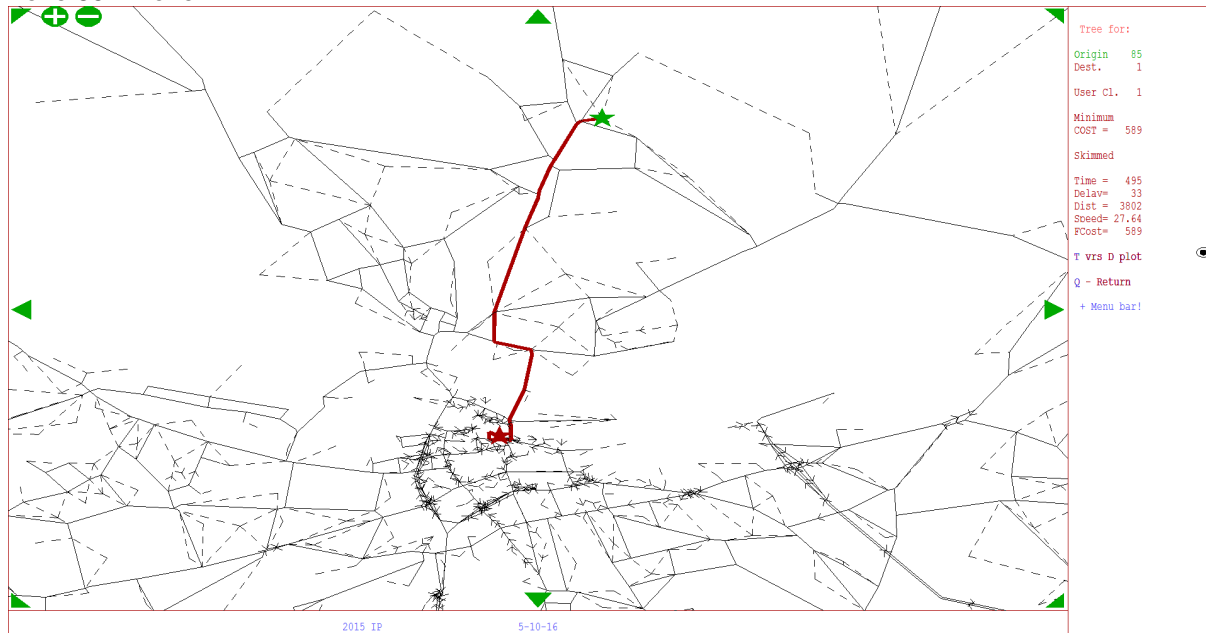 Tree for:
Origin 85
Dest. 1
User Cl. 1
Minimum
COST = 589
Skimmed
Time = 495
Delay= 33
Dist = 3802
Speed= 27.64
FCost= 589
T vrs D plot
Q - Return
+ Menu bar!
2015 IP 5-10-16